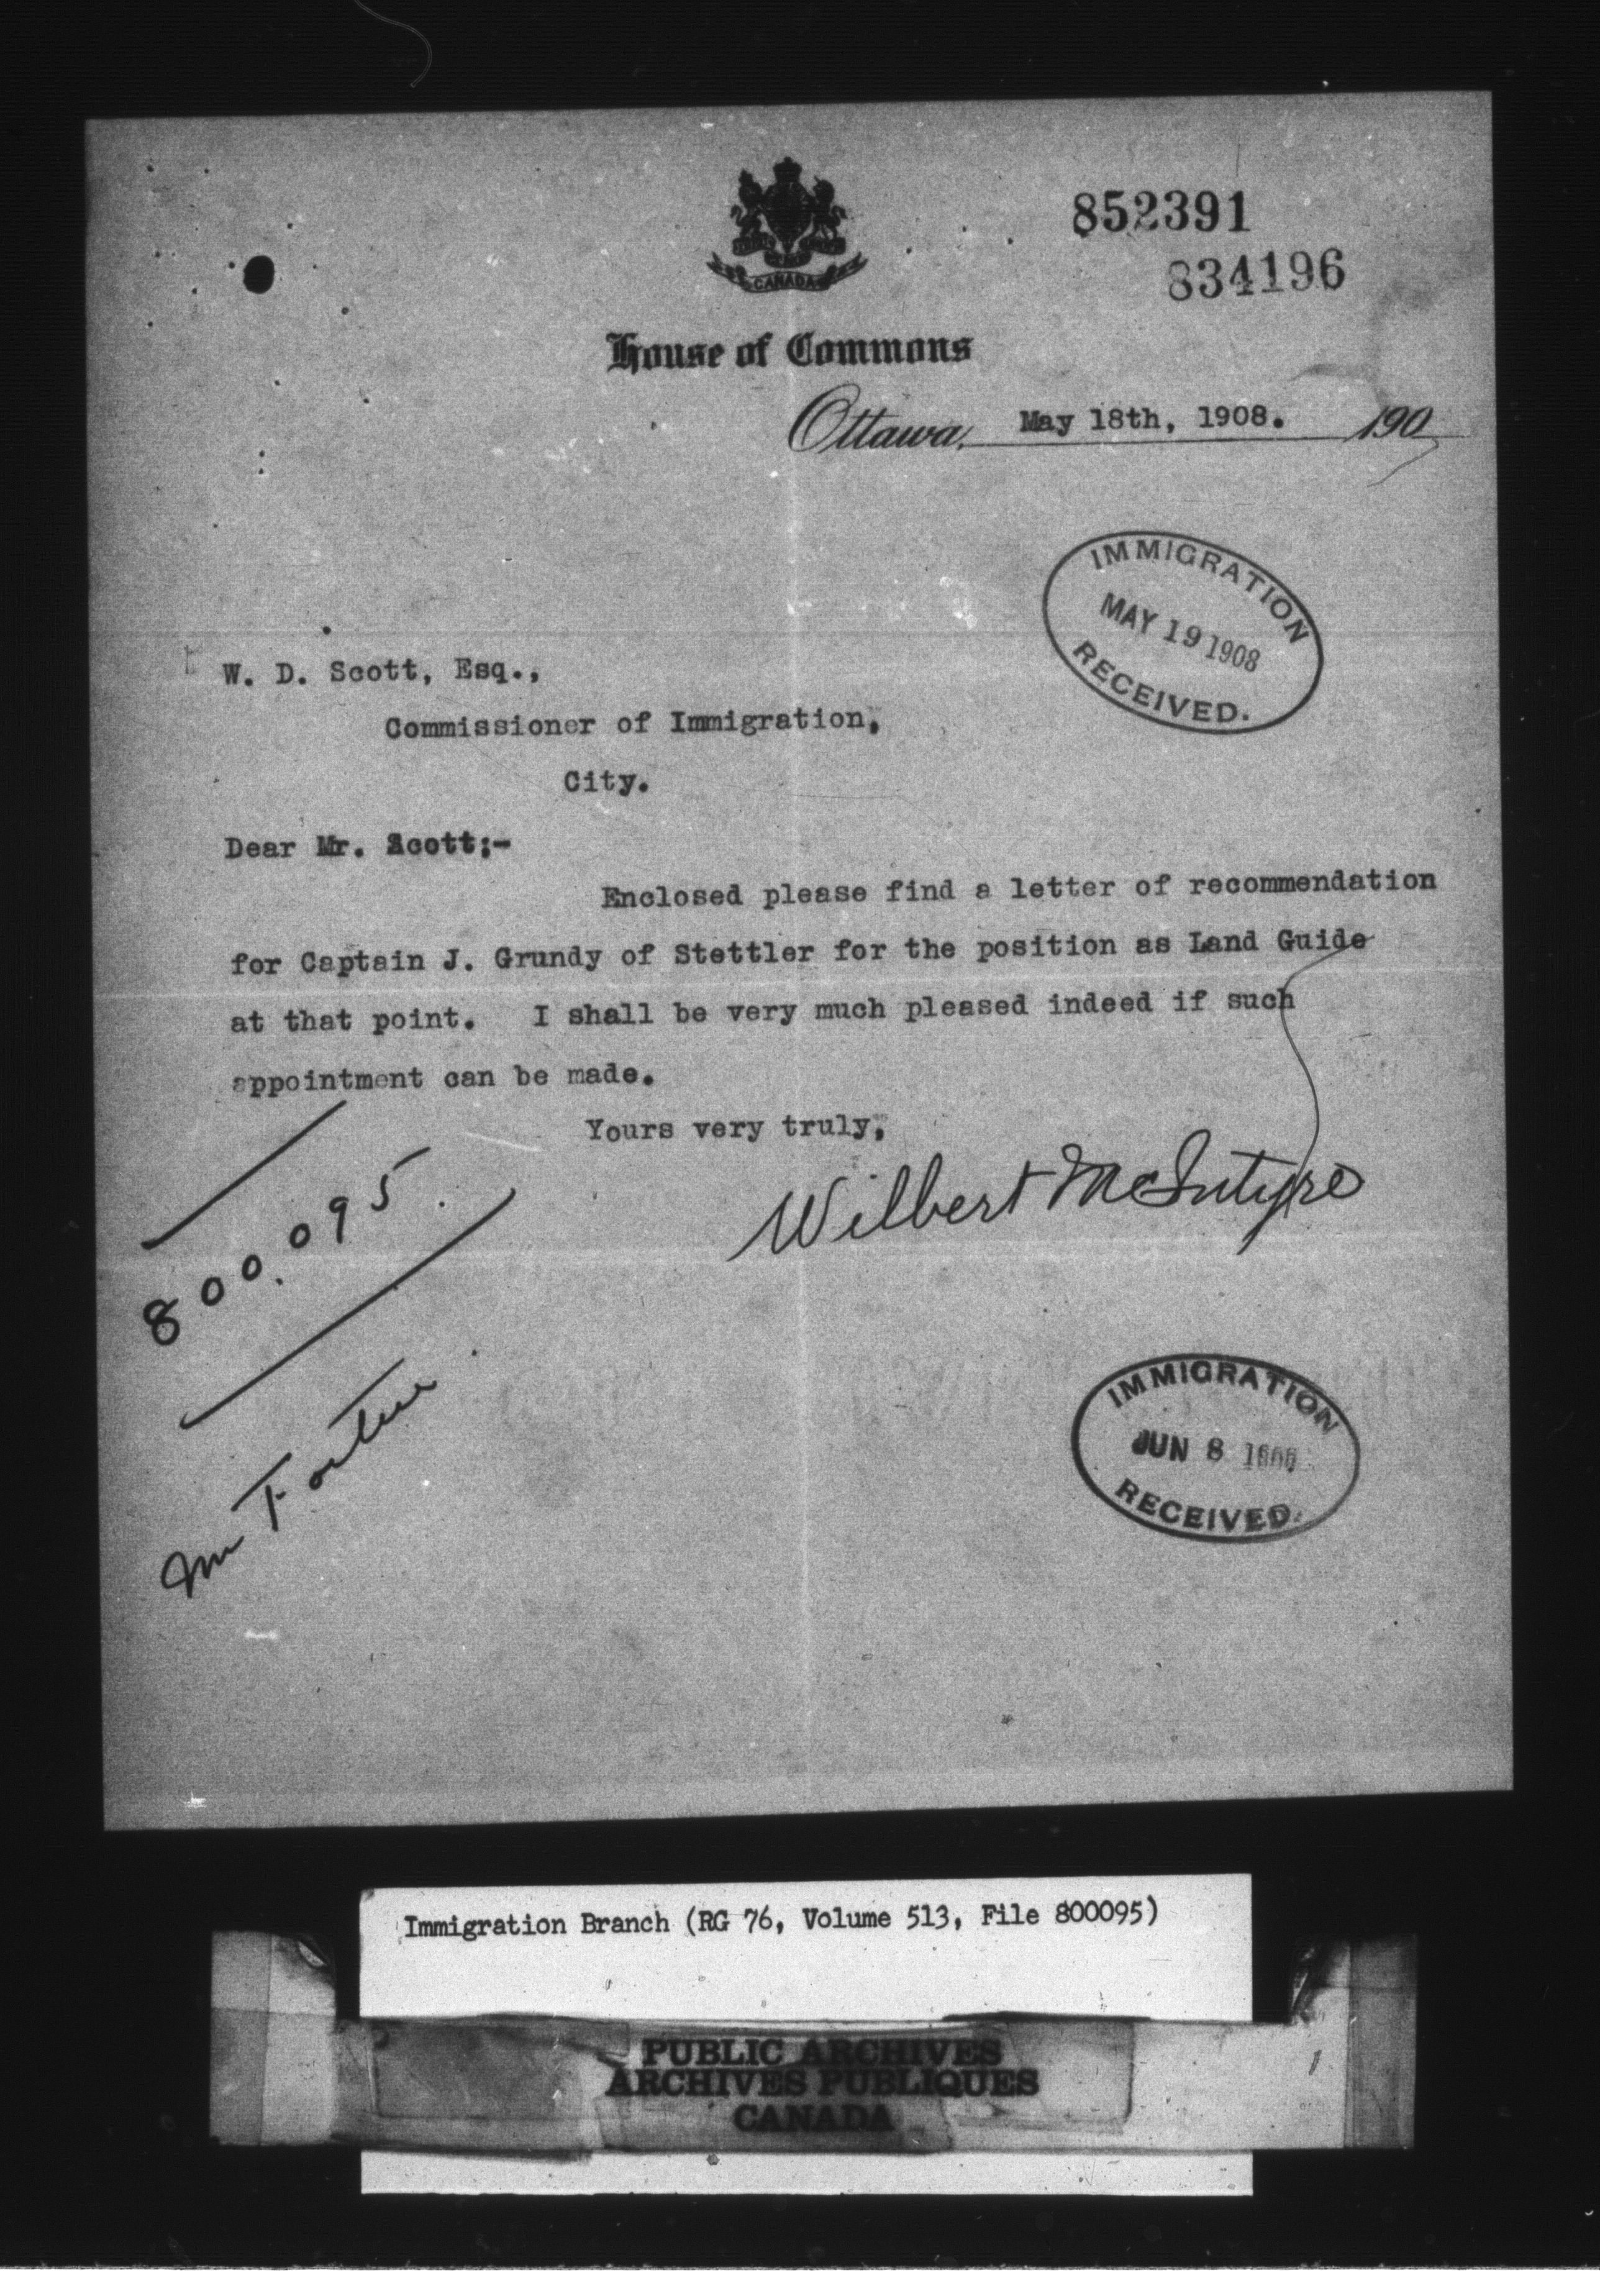 852391
834196
CANADA
House of Commons
Ottawa, May 18th, 1908. 190
IMMIGRATION
MAY 19 1908
RECEIVED.
W. D. Scott, Esq.,
Commissioner of Immigration,
City.
Dear Mr. Scott:-
Enclosed please find a letter of recommendation
for Captain J. Grundy of Stettler for the position as Land Guide
at that point. I shall be very much pleased indeed if such
appointment can be made.
Yours very truly,
Wilbert McIntyre
800.095.
Mr
IMMIGRATION
JUN 8 1908
RECEIVED.
Immigration Branch (RG 76, Volume 513, File 800095)
PUBLIC ARCHIVES
ARCHIVES PUBLIQUES
CANADA